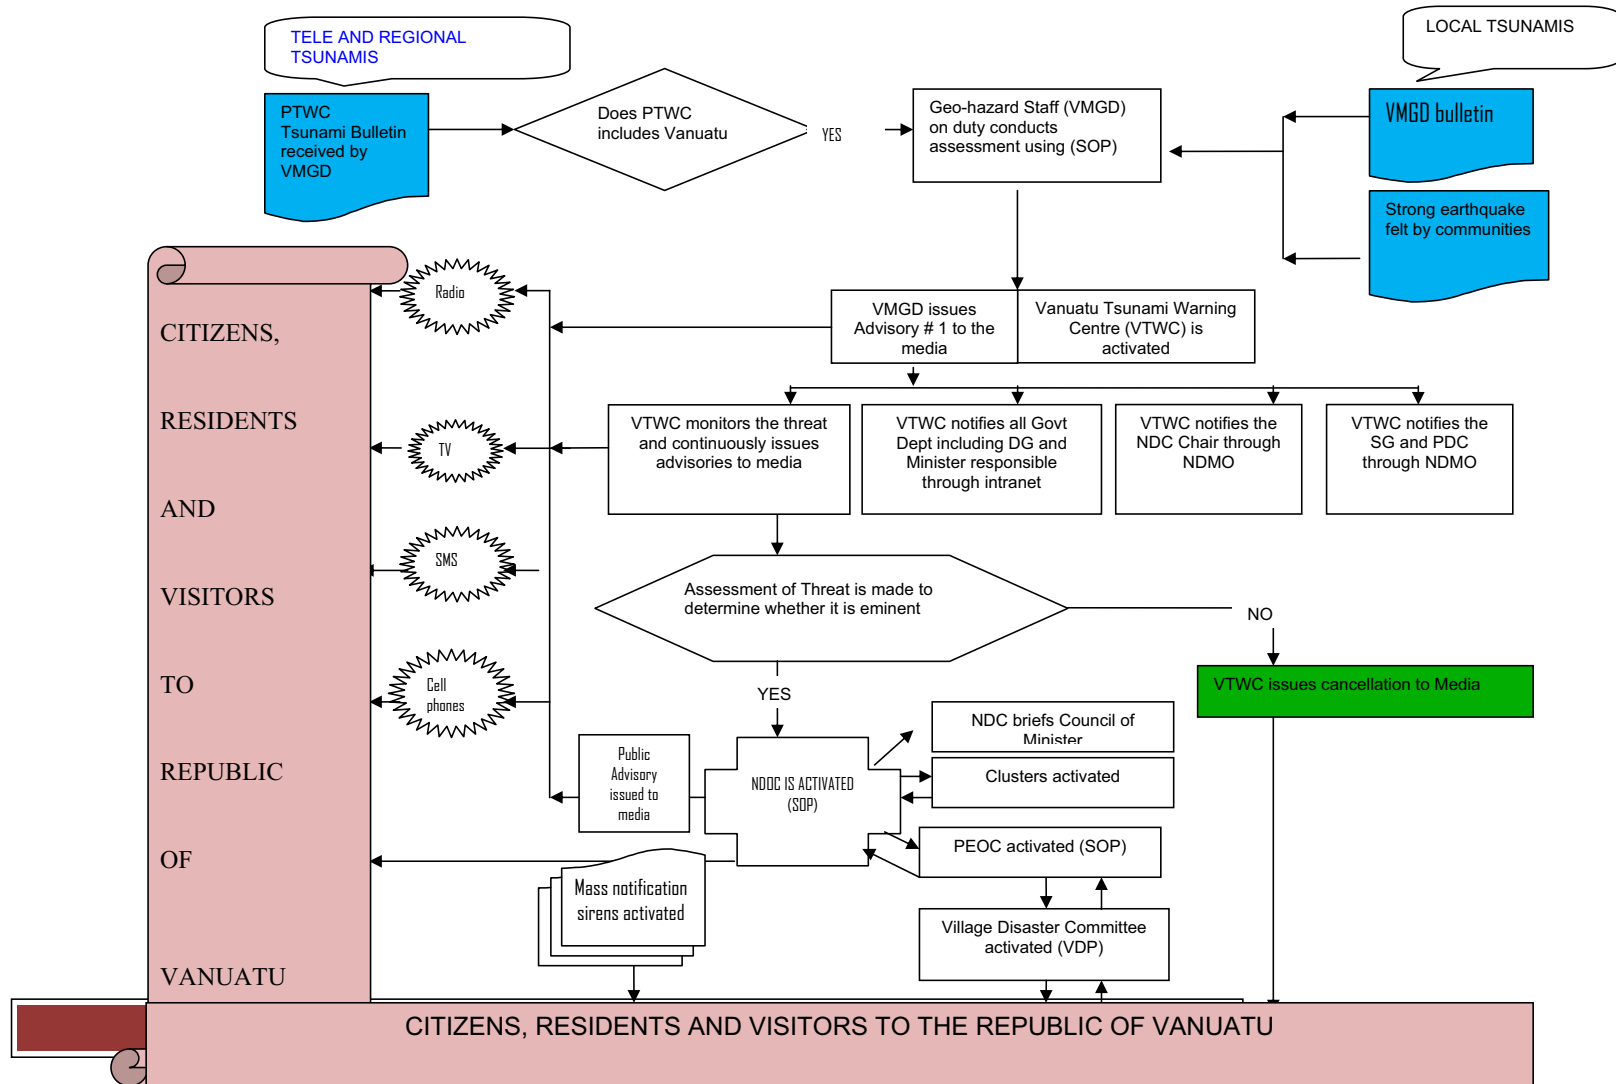 TELE AND REGIONAL
TSUNAMIS
LOCAL TSUNAMIS
PTWC
Tsunami Bulletin
received by
VMGD
Does PTWC
includes Vanuatu
YES
Geo-hazard Staff (VMGD)
on duty conducts
assessment using (SOP)
VMGD bulletin
Strong earthquake
felt by communities
VMGD issues
Advisory # 1 to the
media
Vanuatu Tsunami Warning
Centre (VTWC) is
activated
VTWC monitors the threat
and continuously issues
advisories to media
VTWC notifies all Govt
Dept including DG and
Minister responsible
through intranet
VTWC notifies the
NDC Chair through
NDMO
VTWC notifies the
SG and PDC
through NDMO
Radio
TV
SMS
Cell
phones
Assessment of Threat is made to
determine whether it is eminent
NO
YES
VTWC issues cancellation to Media
NDC briefs Council of
Minister
Clusters activated
Public
Advisory
issued to
media
NDOC IS ACTIVATED
(SOP)
PEOC activated (SOP)
Mass notification
sirens activated
Village Disaster Committee
activated (VDP)
CITIZENS,
RESIDENTS
AND
VISITORS
TO
REPUBLIC
OF
VANUATU
CITIZENS, RESIDENTS AND VISITORS TO THE REPUBLIC OF VANUATU